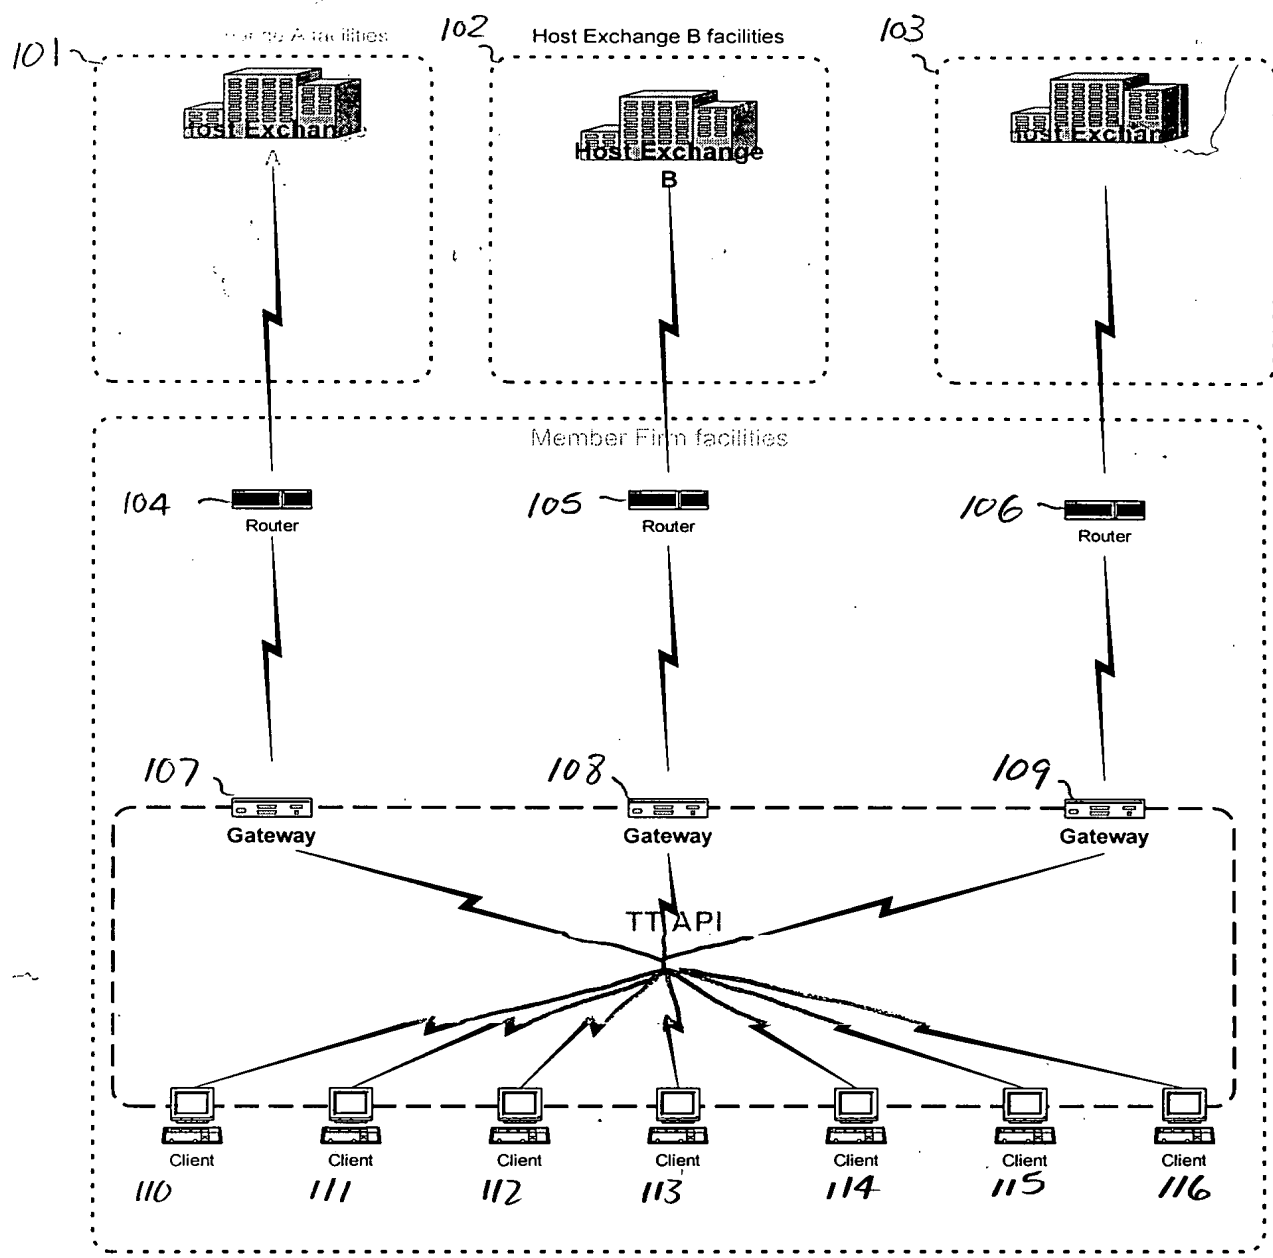 101
A facilities
102
Host Exchange B facilities
103
Host Exchange
Host Exchange
B
Host
Member Firm facilities
104
Router
105
Router
106
Router
107
Gateway
108
Gateway
109
Gateway
TT API
Client
Client
Client
Client
Client
Client
Client
110
111
112
113
114
115
116